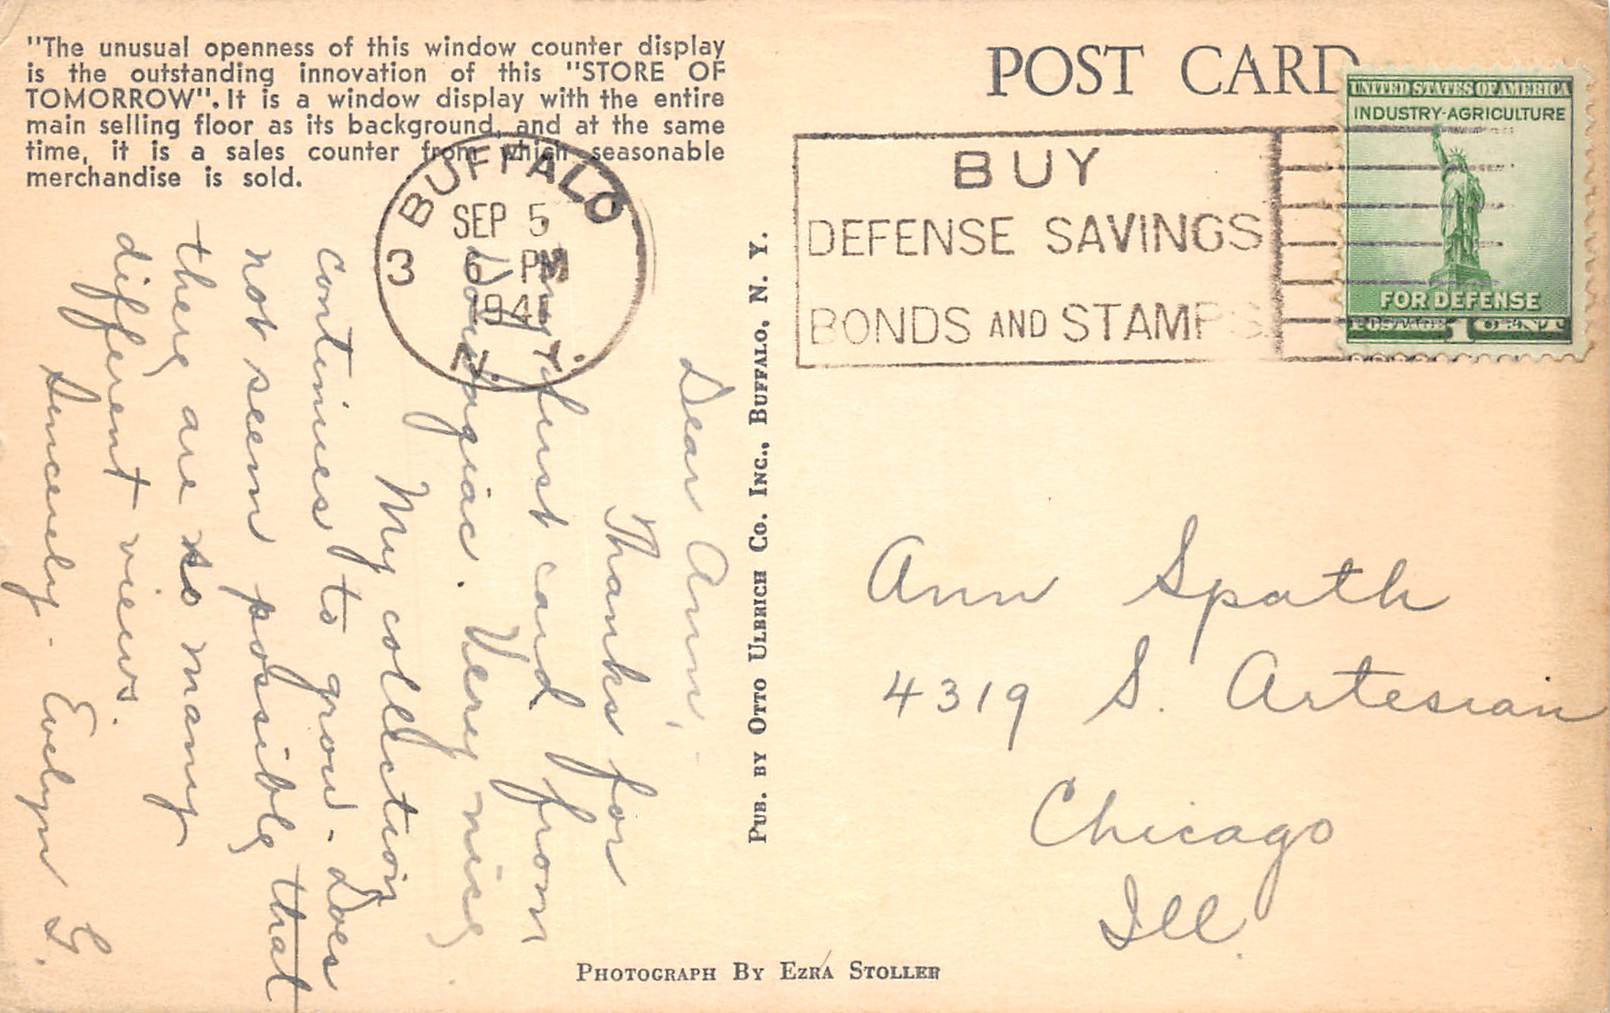 "The unusual openness of this window counter display
is the outstanding innovation of this "STORE OF
TOMORROW". It is a window display with the entire
main selling floor as its background, and at the same
time, it is a sales counter from which seasonable
merchandise is sold.
POST CARD
UNITED STATES OF AMERICA
INDUSTRY-AGRICULTURE
FOR DEFENSE
POSTAGE 1 CENT
BUFFALO
SEP 5
3 6 PM
1941
N. Y.
BUY
DEFENSE SAVINGS
BONDS AND STAMPS
Dear Ann,-
Thanks for
my first card from
Dowagiac. Very nice
My collection
continues to grow - Does
not seem possible that
there are so many
different views.
Sincerely - Evelyn G.
PUB. BY OTTO ULBRICH CO. INC., BUFFALO, N. Y.
Ann Spath
4319 S. Artesian
Chicago
Ill.
PHOTOGRAPH BY EZRA STOLLER